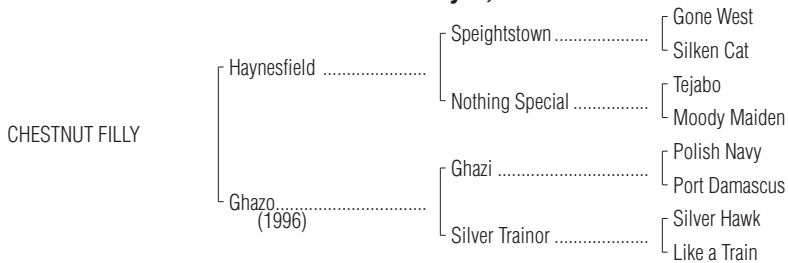 Gone West
Speightstown ....................
Silken Cat
Haynesfield ......................
Tejabo
Nothing Special ................
Moody Maiden
CHESTNUT FILLY
Polish Navy
Ghazi ................................
Port Damascus
Ghazo................................
(1996)
Silver Hawk
Silver Trainor ....................
Like a Train